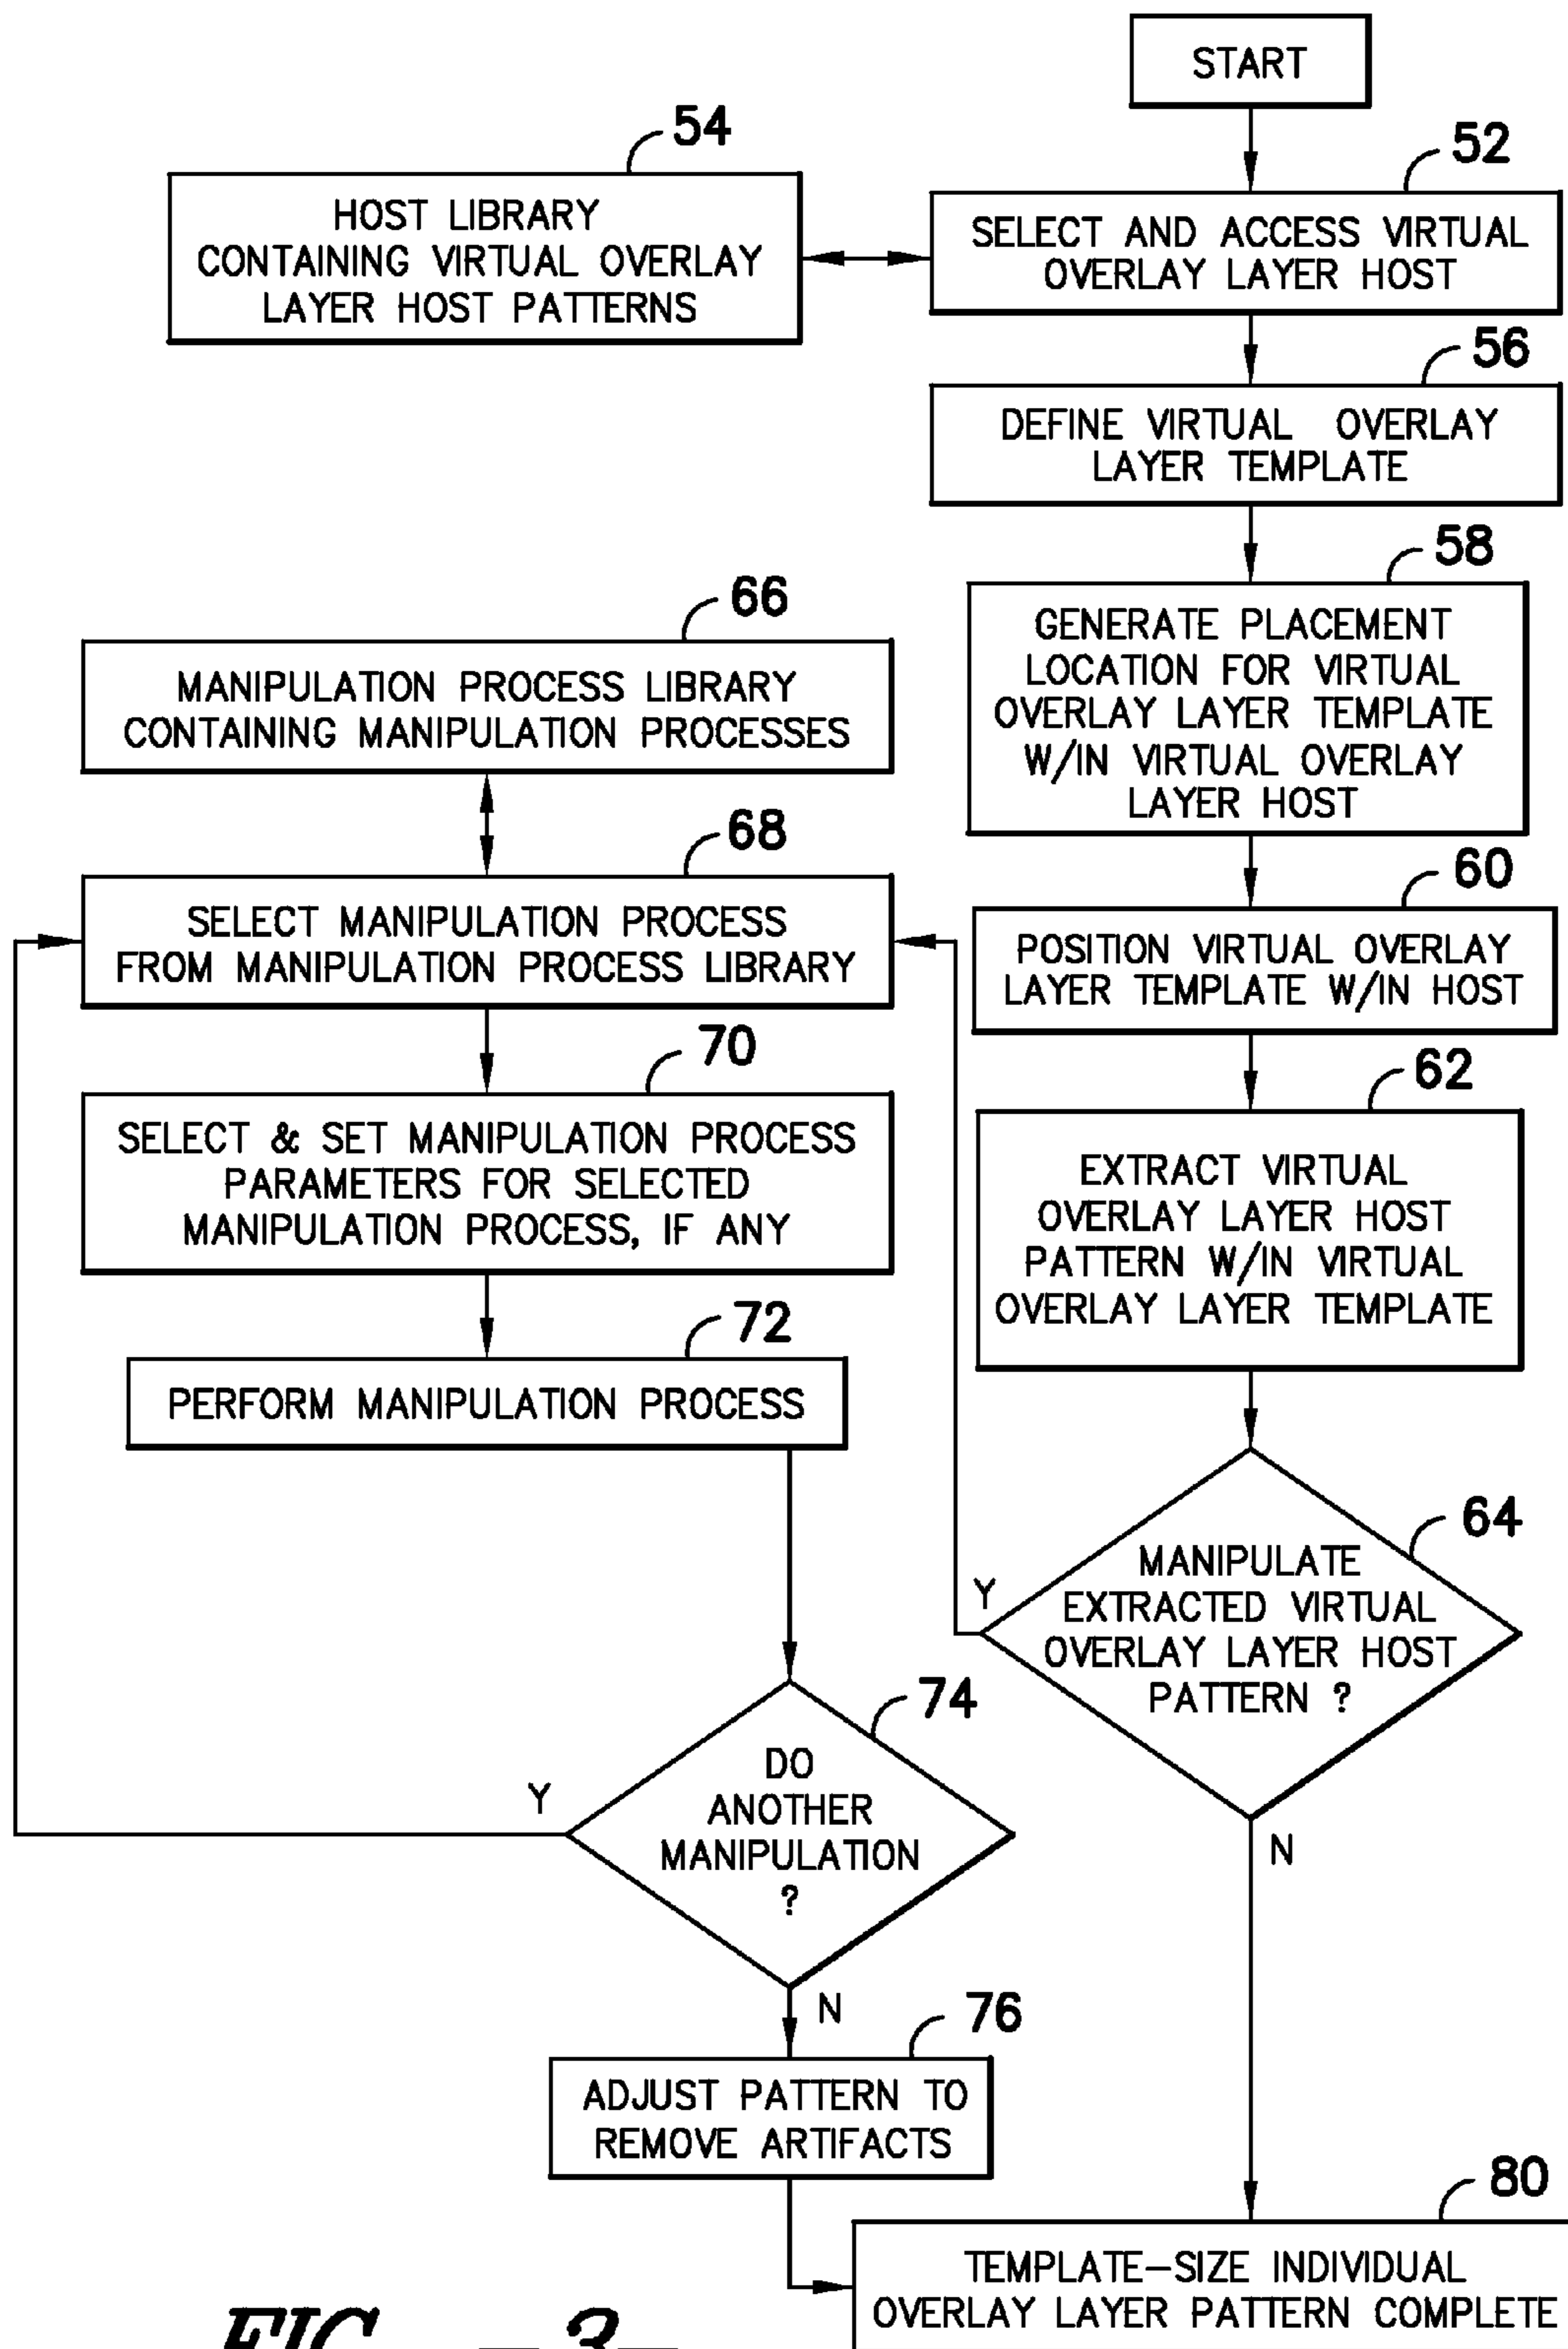 START
54
HOST LIBRARY
CONTAINING VIRTUAL OVERLAY
LAYER HOST PATTERNS
52
SELECT AND ACCESS VIRTUAL
OVERLAY LAYER HOST
56
DEFINE VIRTUAL OVERLAY
LAYER TEMPLATE
58
GENERATE PLACEMENT
LOCATION FOR VIRTUAL
OVERLAY LAYER TEMPLATE
W/IN VIRTUAL OVERLAY
LAYER HOST
60
POSITION VIRTUAL OVERLAY
LAYER TEMPLATE W/IN HOST
62
EXTRACT VIRTUAL
OVERLAY LAYER HOST
PATTERN W/IN VIRTUAL
OVERLAY LAYER TEMPLATE
64
MANIPULATE
EXTRACTED VIRTUAL
OVERLAY LAYER HOST
PATTERN ?
Y
N
66
MANIPULATION PROCESS LIBRARY
CONTAINING MANIPULATION PROCESSES
68
SELECT MANIPULATION PROCESS
FROM MANIPULATION PROCESS LIBRARY
70
SELECT & SET MANIPULATION PROCESS
PARAMETERS FOR SELECTED
MANIPULATION PROCESS, IF ANY
72
PERFORM MANIPULATION PROCESS
74
DO
ANOTHER
MANIPULATION
?
Y
N
76
ADJUST PATTERN TO
REMOVE ARTIFACTS
80
TEMPLATE-SIZE INDIVIDUAL
OVERLAY LAYER PATTERN COMPLETE
FIG. -3-